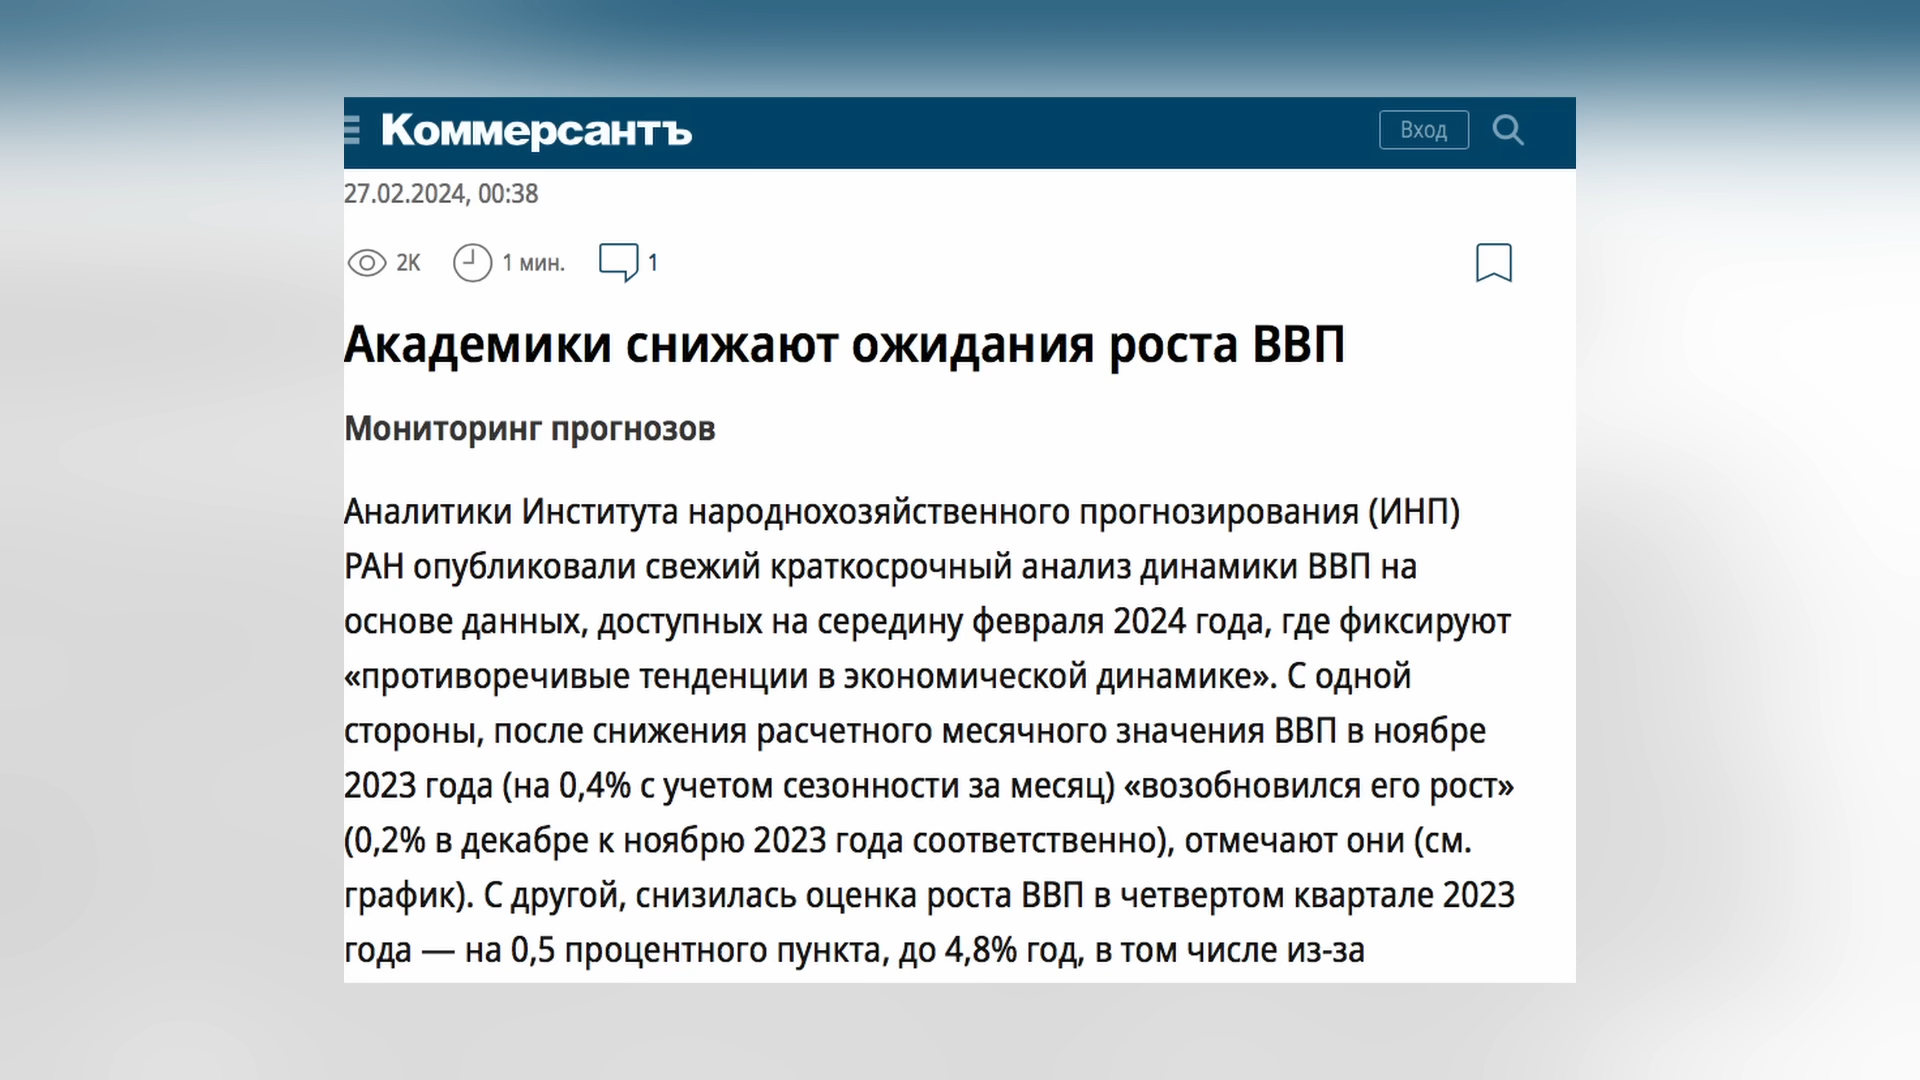 Коммерсантъ
Вход
27.02.2024, 00:38
2K 1 мин. 1
Академики снижают ожидания роста ВВП
Мониторинг прогнозов
Аналитики Института народнохозяйственного прогнозирования (ИНП)
РАН опубликовали свежий краткосрочный анализ динамики ВВП на
основе данных, доступных на середину февраля 2024 года, где фиксируют
«противоречивые тенденции в экономической динамике». С одной
стороны, после снижения расчетного месячного значения ВВП в ноябре
2023 года (на 0,4% с учетом сезонности за месяц) «возобновился его рост»
(0,2% в декабре к ноябрю 2023 года соответственно), отмечают они (см.
график). С другой, снизилась оценка роста ВВП в четвертом квартале 2023
года — на 0,5 процентного пункта, до 4,8% год, в том числе из-за